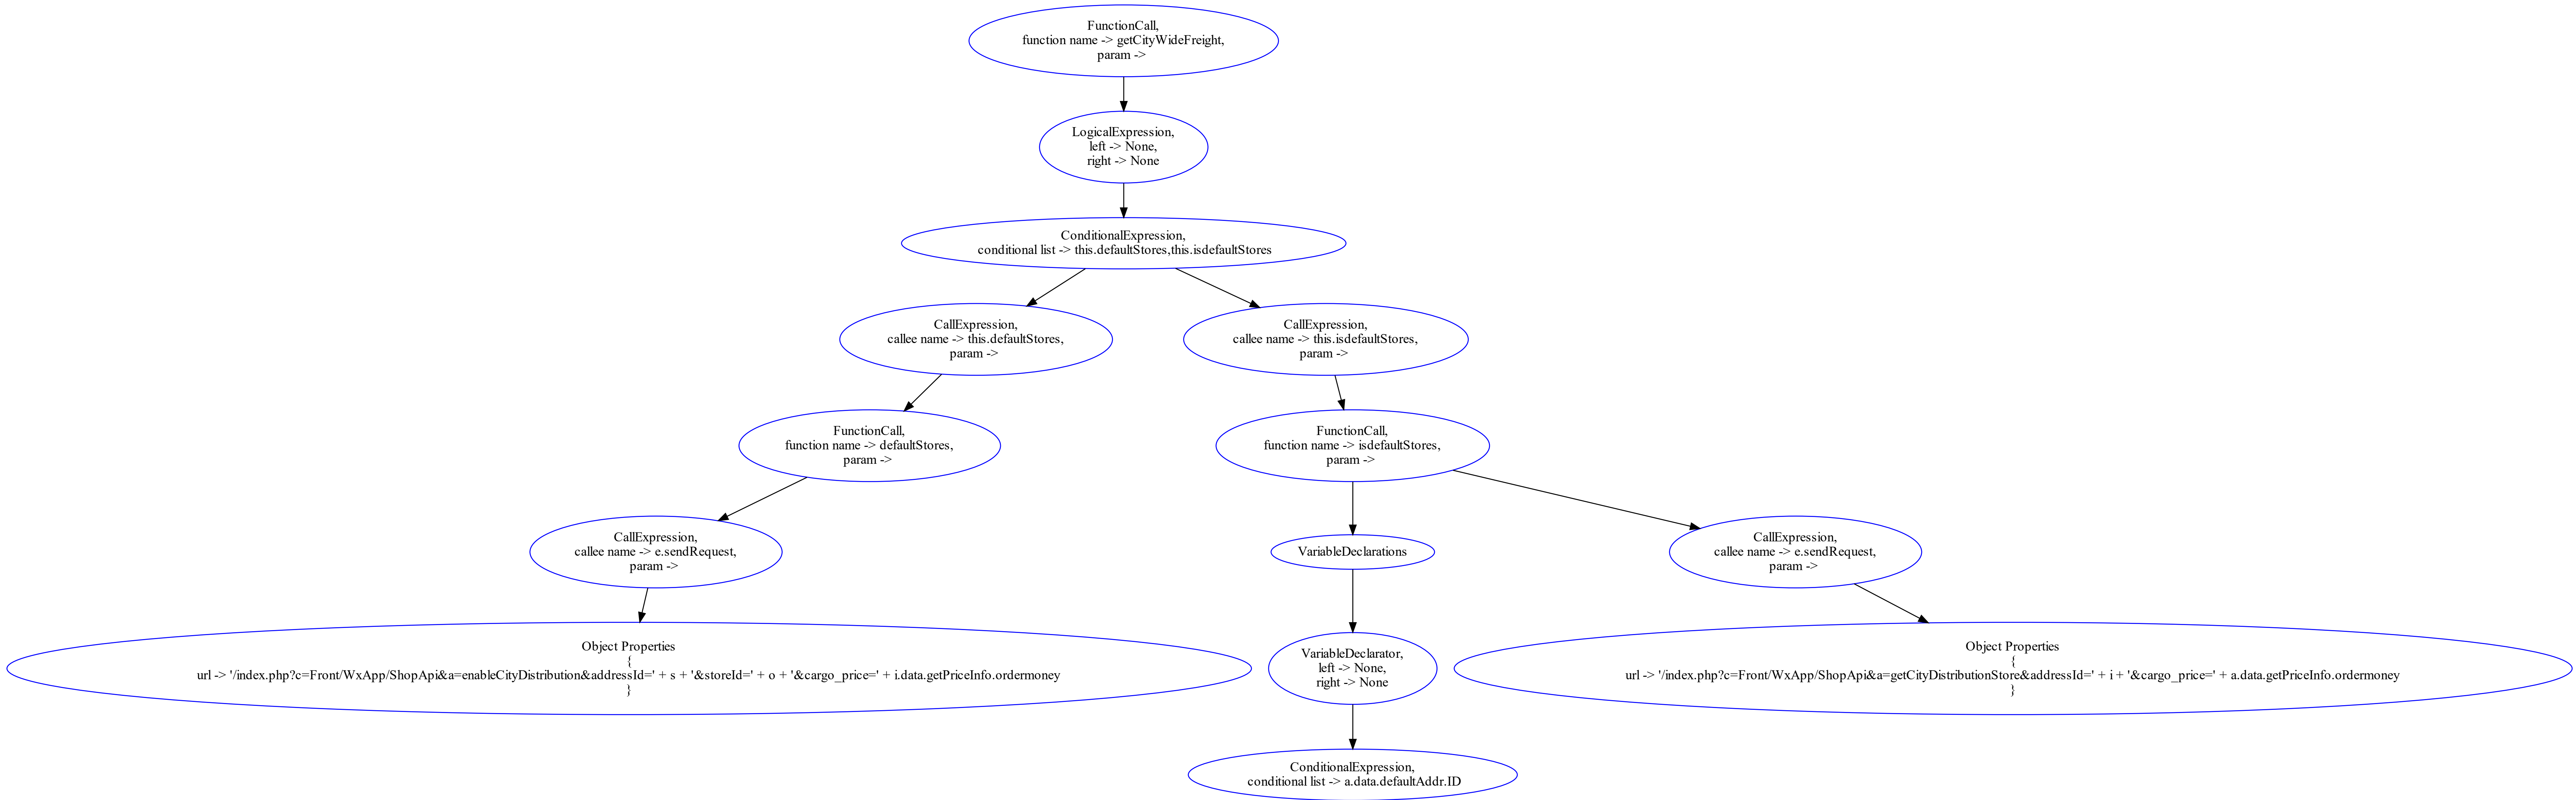 FunctionCall,
function name -> getCityWideFreight,
param ->
LogicalExpression,
left -> None,
right -> None
ConditionalExpression,
conditional list -> this.defaultStores,this.isdefaultStores
CallExpression,
callee name -> this.defaultStores,
param ->
CallExpression,
callee name -> this.isdefaultStores,
param ->
FunctionCall,
function name -> defaultStores,
param ->
FunctionCall,
function name -> isdefaultStores,
param ->
CallExpression,
callee name -> e.sendRequest,
param ->
VariableDeclarations
CallExpression,
callee name -> e.sendRequest,
param ->
Object Properties
{
url -> '/index.php?c=Front/WxApp/ShopApi&a=enableCityDistribution&addressId=' + s + '&storeId=' + o + '&cargo_price=' + i.data.getPriceInfo.ordermoney
}
VariableDeclarator,
left -> None,
right -> None
Object Properties
{
url -> '/index.php?c=Front/WxApp/ShopApi&a=getCityDistributionStore&addressId=' + i + '&cargo_price=' + a.data.getPriceInfo.ordermoney
}
ConditionalExpression,
conditional list -> a.data.defaultAddr.ID